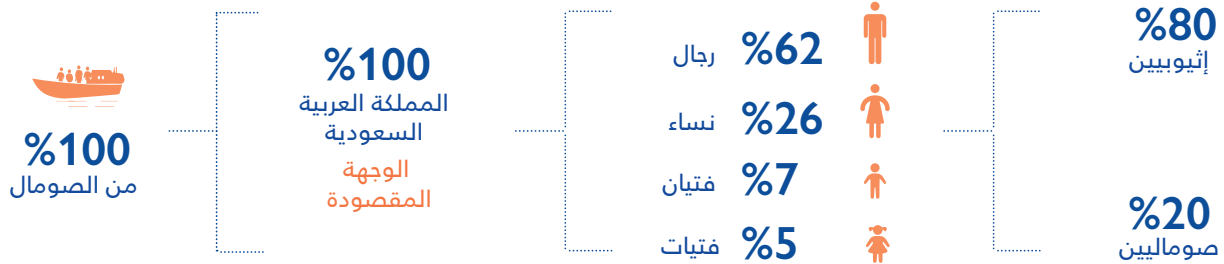 %100
من الصومال
%100
المملكة العربية
السعودية
الوجهة
المقصودة
%62 رجال
%26 نساء
%7 فتيان
%5 فتيات
%80
إثيوبيين
%20
صوماليين